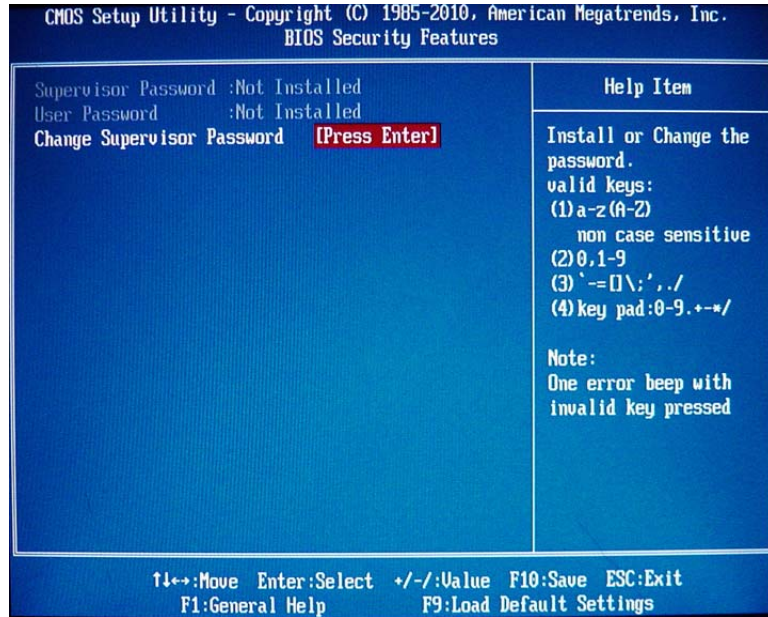 CMOS Setup Utility - Copyright (C) 1985-2010, American Megatrends, Inc.
BIOS Security Features
Supervisor Password :Not Installed
User Password :Not Installed
Change Supervisor Password [Press Enter]
Help Item
Install or Change the
password.
valid keys:
(1)a-z(A-Z)
non case sensitive
(2)0,1-9
(3)`-=[]\;',./
(4)key pad:0-9.+-*/
Note:
One error beep with
invalid key pressed
↑↓←→:Move Enter:Select +/-/:Value F10:Save ESC:Exit
F1:General Help F9:Load Default Settings